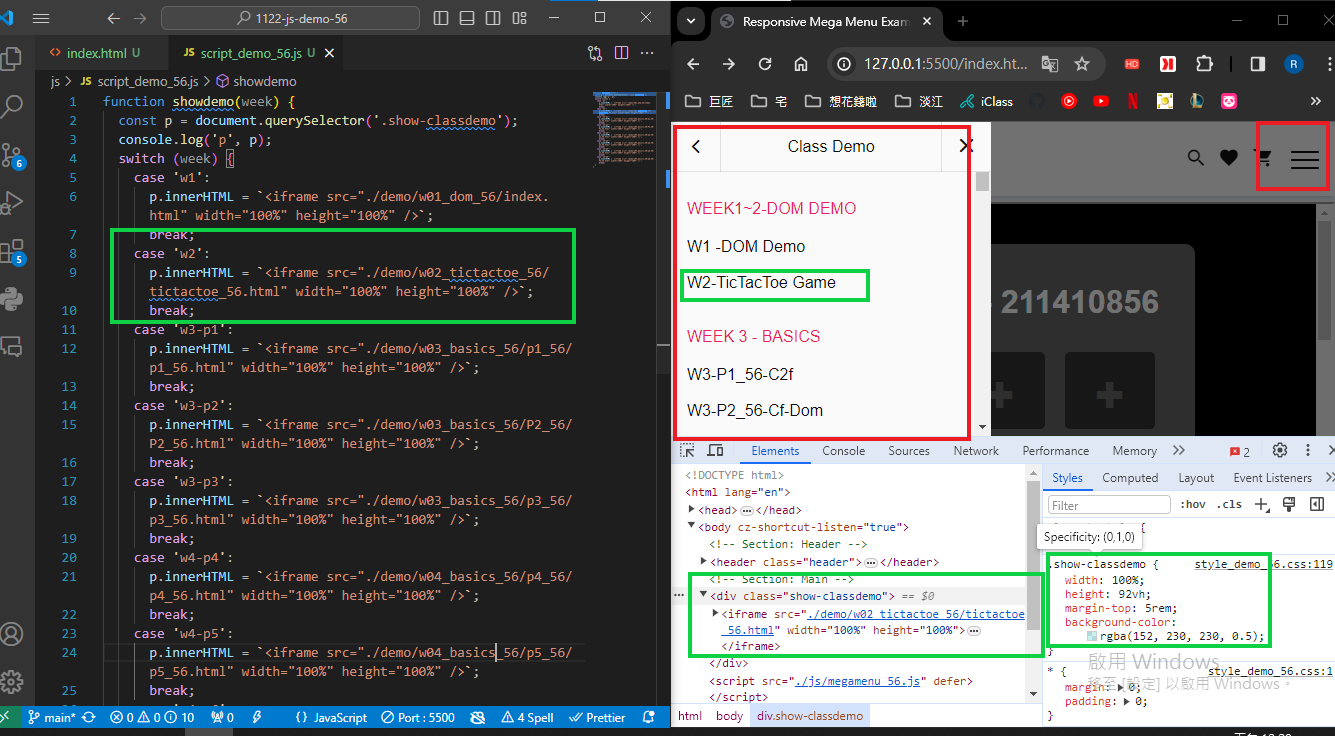 1122-js-demo-56
index.html U
JS script_demo_56.js U
js > JS script_demo_56.js > showdemo
1 function showdemo(week) {
2 const p = document.querySelector('.show-classdemo');
3 console.log('p', p);
4 switch (week) {
5 case 'w1':
6 p.innerHTML = `<iframe src="./demo/w01_dom_56/index.
html" width="100%" height="100%" />`;
7 break;
8 case 'w2':
9 p.innerHTML = `<iframe src="./demo/w02_tictactoe_56/
tictactoe_56.html" width="100%" height="100%" />`;
10 break;
11 case 'w3-p1':
12 p.innerHTML = `<iframe src="./demo/w03_basics_56/p1_56/
p1_56.html" width="100%" height="100%" />`;
13 break;
14 case 'w3-p2':
15 p.innerHTML = `<iframe src="./demo/w03_basics_56/P2_56/
P2_56.html" width="100%" height="100%" />`;
16 break;
17 case 'w3-p3':
18 p.innerHTML = `<iframe src="./demo/w03_basics_56/p3_56/
p3_56.html" width="100%" height="100%" />`;
19 break;
20 case 'w4-p4':
21 p.innerHTML = `<iframe src="./demo/w04_basics_56/p4_56/
p4_56.html" width="100%" height="100%" />`;
22 break;
23 case 'w4-p5':
24 p.innerHTML = `<iframe src="./demo/w04_basics_56/p5_56/
p5_56.html" width="100%" height="100%" />`;
25 break;
6
5
10 main* 0 0 10 0 {} JavaScript Port : 5500 4 Spell Prettier
Responsive Mega Menu Exam
127.0.0.1:5500/index.ht...
HD
R
巨匠 宅 想花錢啦 淡江 iClass
Class Demo
WEEK1~2-DOM DEMO
W1 -DOM Demo
W2-TicTacToe Game
WEEK 3 - BASICS
W3-P1_56-C2f
W3-P2_56-Cf-Dom
211410856
Elements Console Sources Network Performance Memory 2
<!DOCTYPE html>
<html lang="en">
<head> </head>
<body cz-shortcut-listen="true">
<!-- Section: Header -->
<header class="header"> </header>
<!-- Section: Main -->
<div class="show-classdemo"> == $0
<iframe src="./demo/w02_tictactoe_56/tictactoe
_56.html" width="100%" height="100%">
</iframe>
</div>
<script src="./js/megamenu_56.js" defer>
</script>
html body div.show-classdemo
Styles Computed Layout Event Listeners
Filter :hov .cls
Specificity: (0,1,0)
.show-classdemo { style_demo_56.css:119
width: 100%;
height: 92vh;
margin-top: 5rem;
background-color:
rgba(152, 230, 230, 0.5);
}
* { style_demo_56.css:1
margin: 0;
padding: 0;
}
啟用 Windows
移至 [設定] 以啟用 Windows。